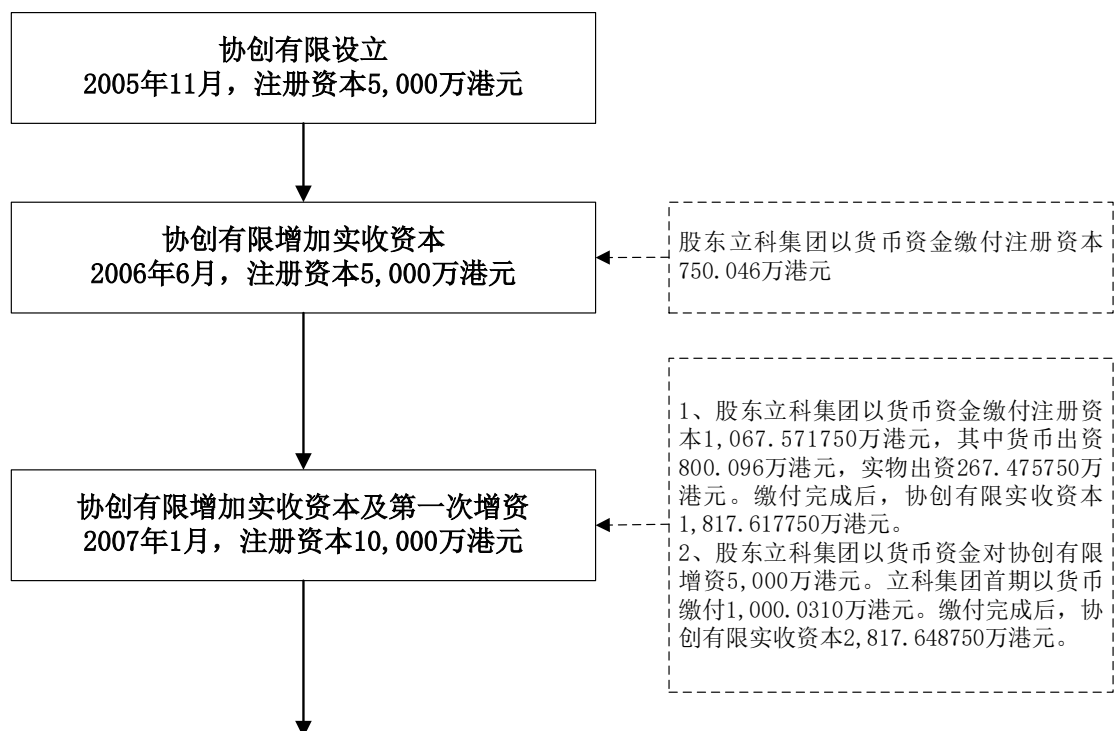 协创有限设立
2005年11月，注册资本5,000万港元
协创有限增加实收资本
2006年6月，注册资本5,000万港元
股东立科集团以货币资金缴付注册资本
750.046万港元
协创有限增加实收资本及第一次增资
2007年1月，注册资本10,000万港元
1、股东立科集团以货币资金缴付注册资
本1,067.571750万港元，其中货币出资
800.096万港元，实物出资267.475750万
港元。缴付完成后，协创有限实收资本
1,817.617750万港元。
2、股东立科集团以货币资金对协创有限
增资5,000万港元。立科集团首期以货币
缴付1,000.0310万港元。缴付完成后，协
创有限实收资本2,817.648750万港元。